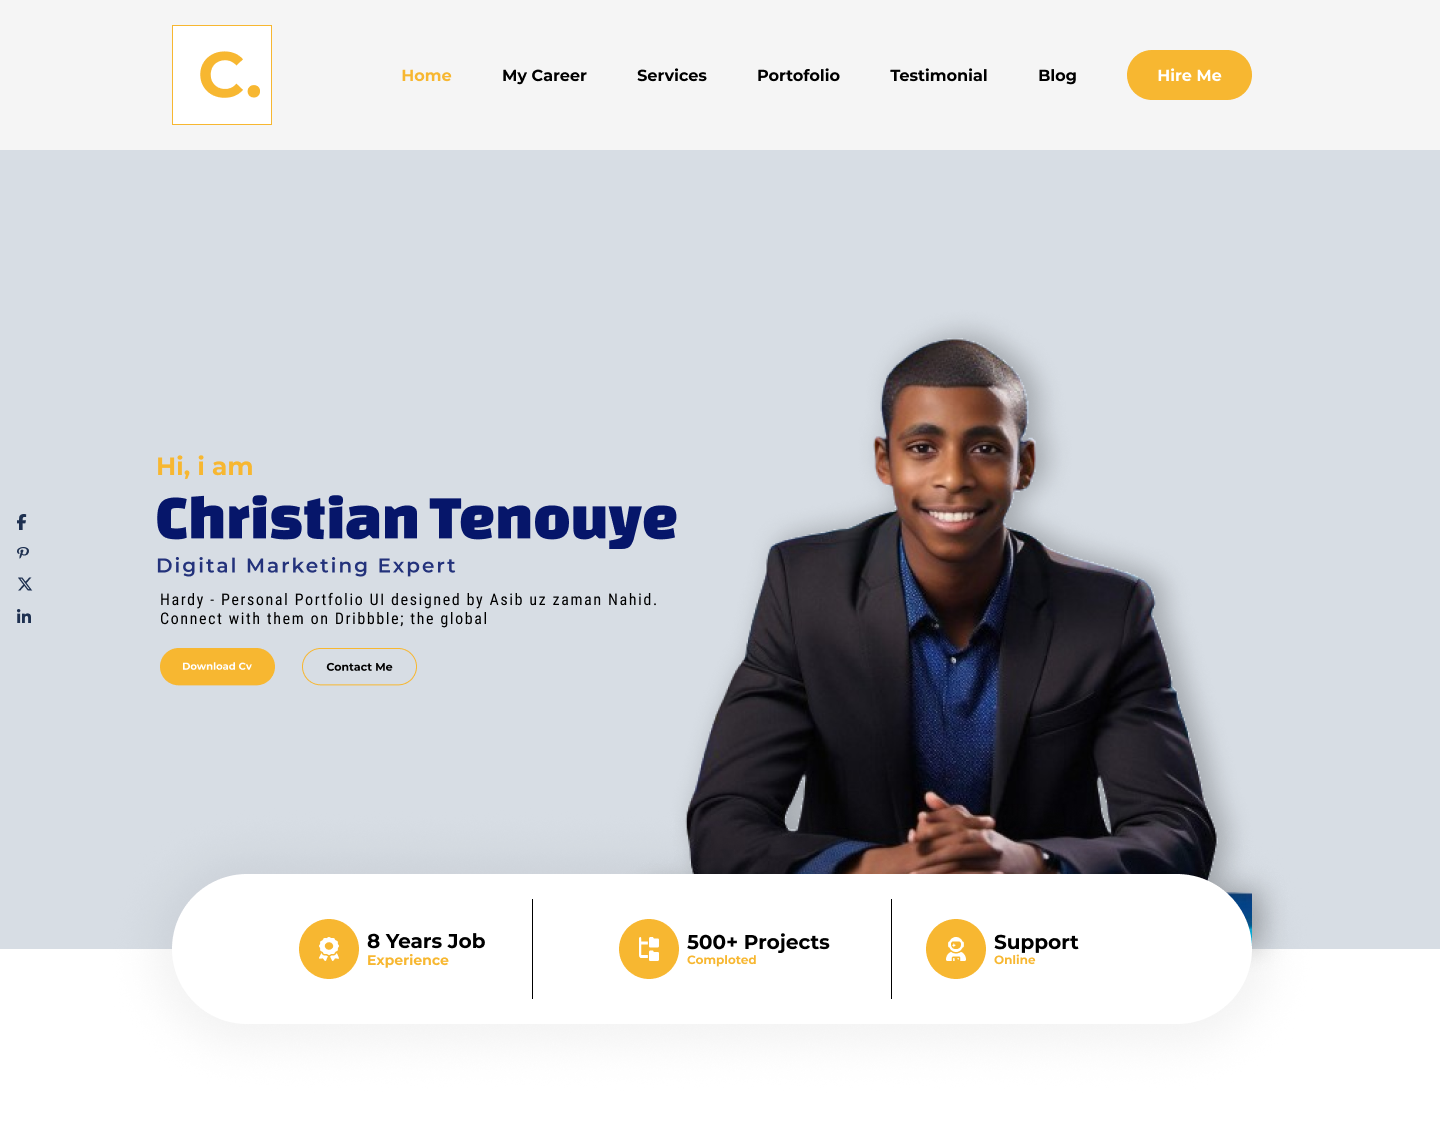 C.
Home My Career Services Portofolio Testimonial Blog Hire Me
Hi, i am
Christian Tenouye
Digital Marketing Expert
Hardy - Personal Portfolio UI designed by Asib uz zaman Nahid.
Connect with them on Dribbble; the global
Download Cv Contact Me
8 Years Job
Experience
500+ Projects
Comploted
Support
Online